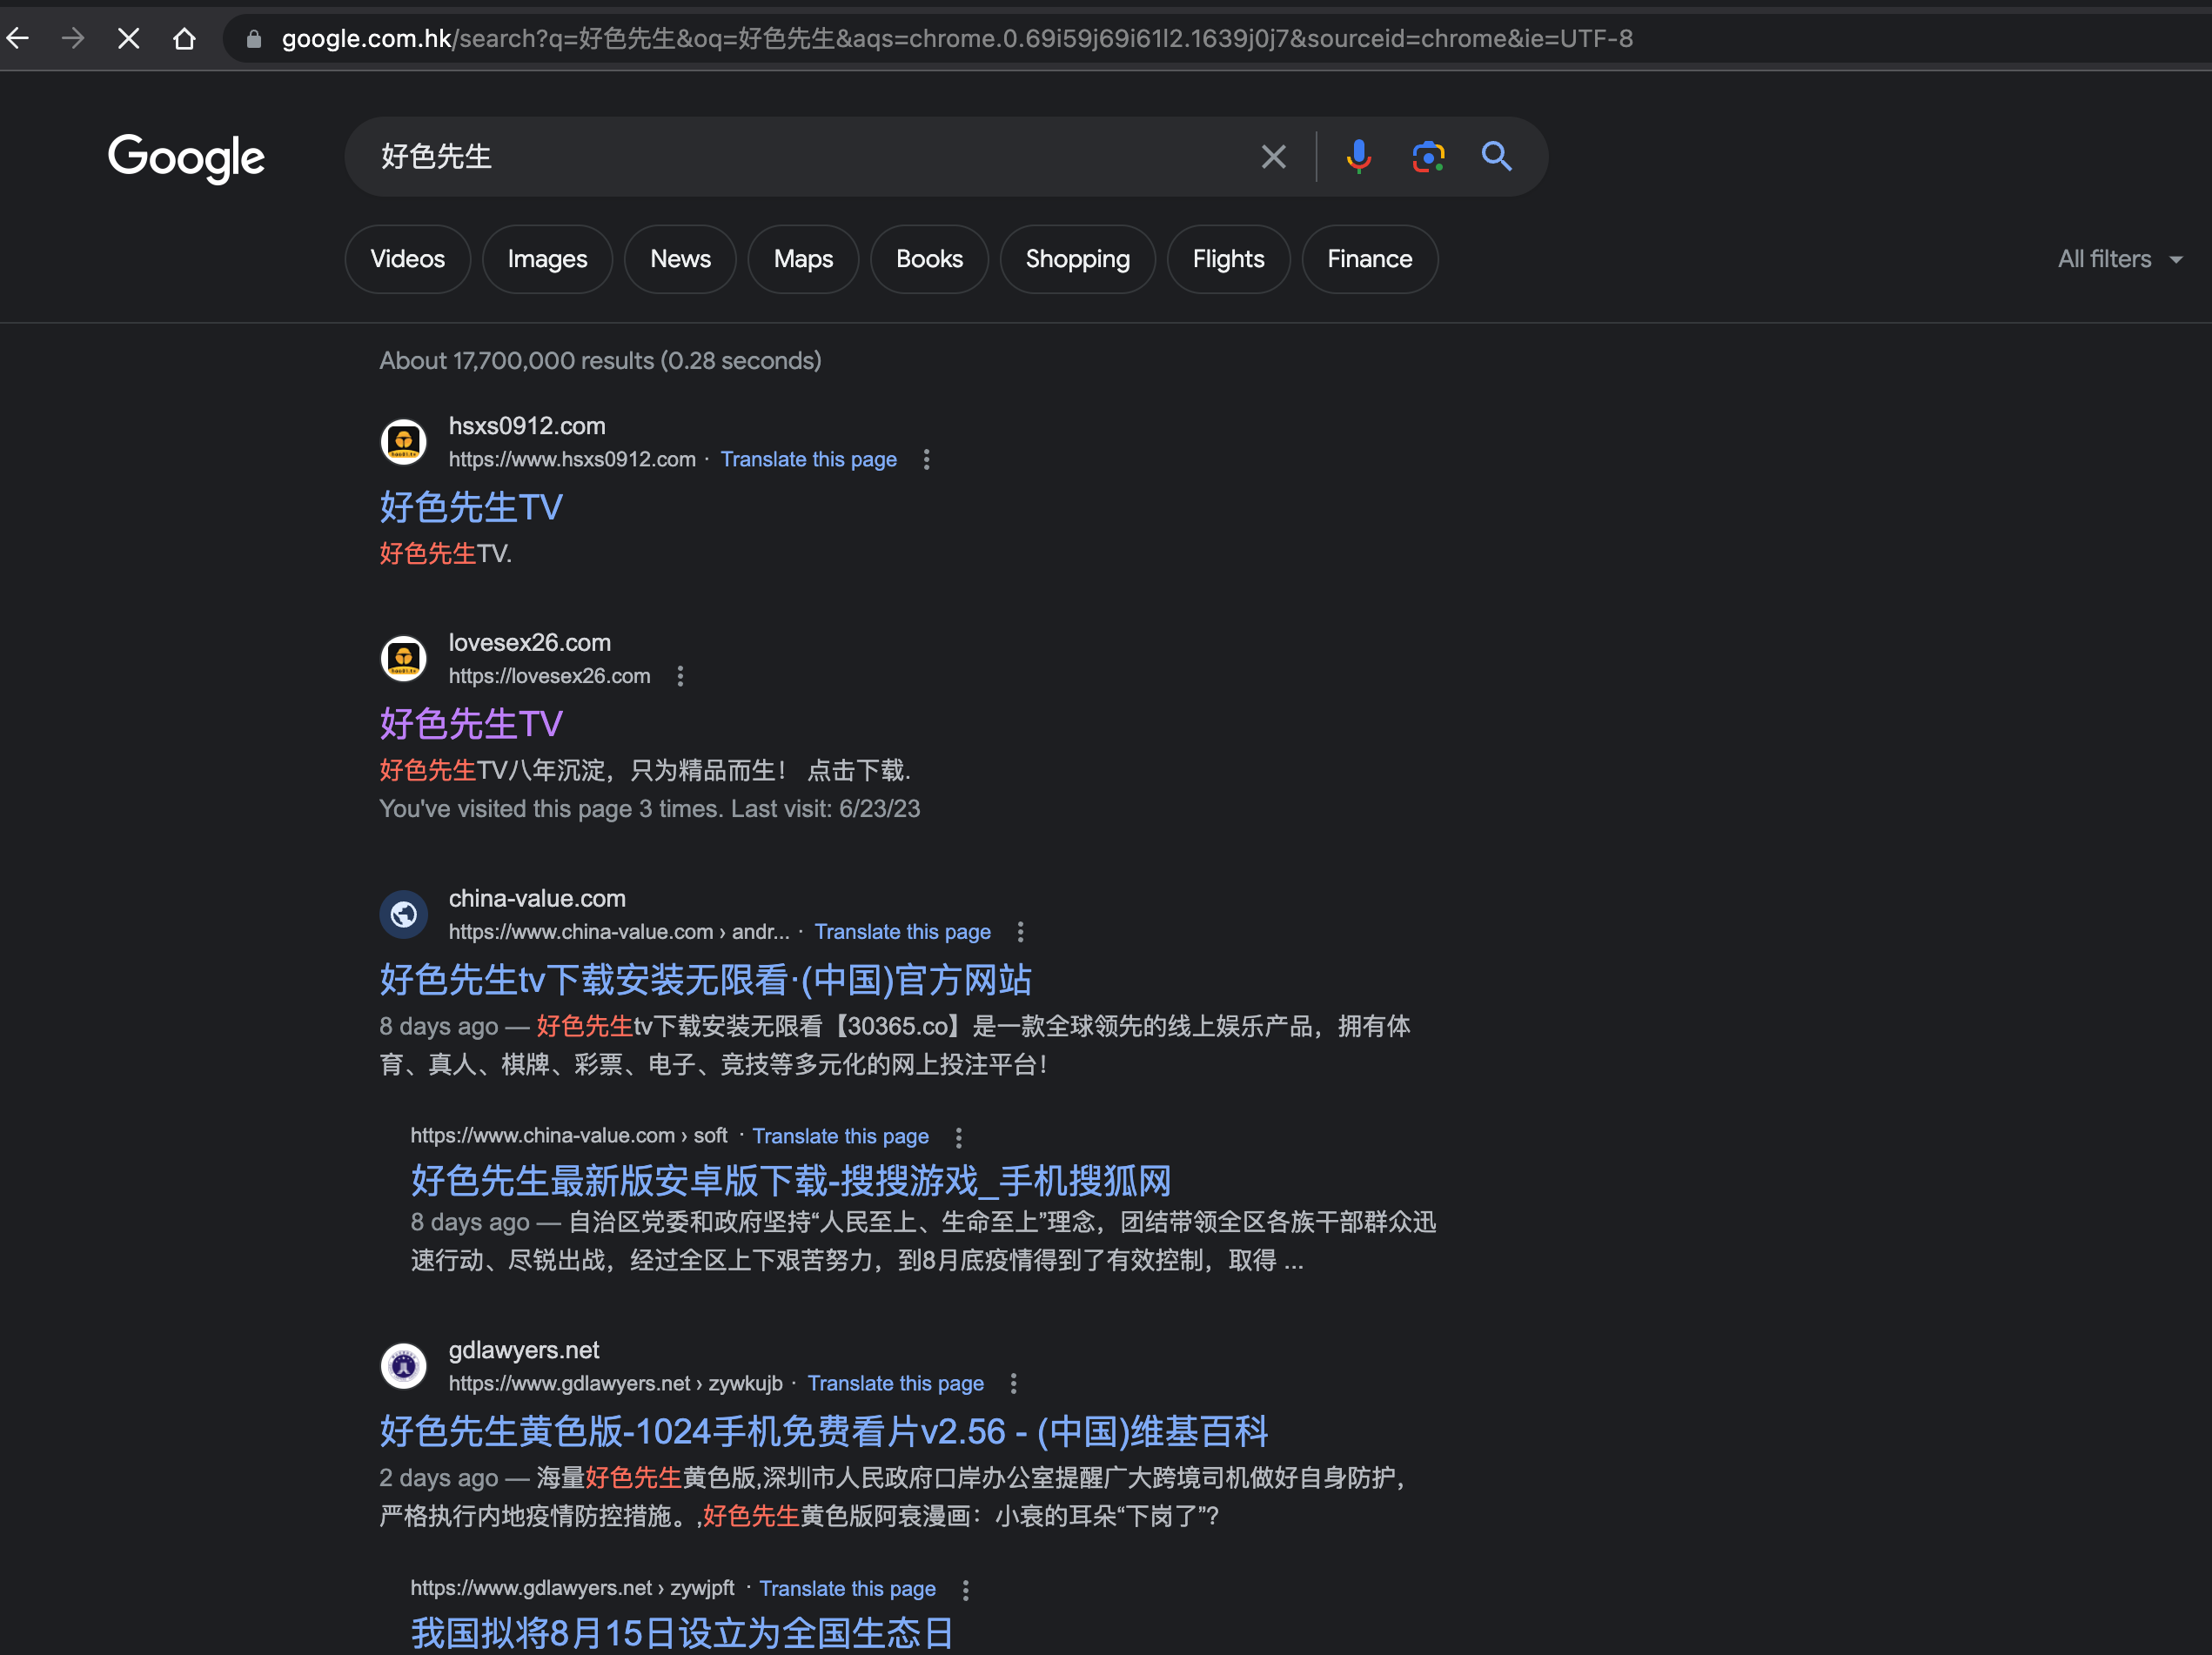 google.com.hk/search?q=好色先生&oq=好色先生&aqs=chrome.0.69i59j69i61l2.1639j0j7&sourceid=chrome&ie=UTF-8
Google
好色先生
Videos
Images
News
Maps
Books
Shopping
Flights
Finance
All filters
About 17,700,000 results (0.28 seconds)
hsxs0912.com
https://www.hsxs0912.com · Translate this page
好色先生TV
好色先生TV.
lovesex26.com
https://lovesex26.com
好色先生TV
好色先生TV八年沉淀，只为精品而生！ 点击下载.
You've visited this page 3 times. Last visit: 6/23/23
china-value.com
https://www.china-value.com › andr... · Translate this page
好色先生tv下载安装无限看·(中国)官方网站
8 days ago — 好色先生tv下载安装无限看【30365.co】是一款全球领先的线上娱乐产品，拥有体
育、真人、棋牌、彩票、电子、竞技等多元化的网上投注平台！
https://www.china-value.com › soft · Translate this page
好色先生最新版安卓版下载-搜搜游戏_手机搜狐网
8 days ago — 自治区党委和政府坚持“人民至上、生命至上”理念，团结带领全区各族干部群众迅
速行动、尽锐出战，经过全区上下艰苦努力，到8月底疫情得到了有效控制，取得 ...
gdlawyers.net
https://www.gdlawyers.net › zywkujb · Translate this page
好色先生黄色版-1024手机免费看片v2.56 - (中国)维基百科
2 days ago — 海量好色先生黄色版,深圳市人民政府口岸办公室提醒广大跨境司机做好自身防护，
严格执行内地疫情防控措施。,好色先生黄色版阿衰漫画：小衰的耳朵“下岗了”?
https://www.gdlawyers.net › zywjpft · Translate this page
我国拟将8月15日设立为全国生态日